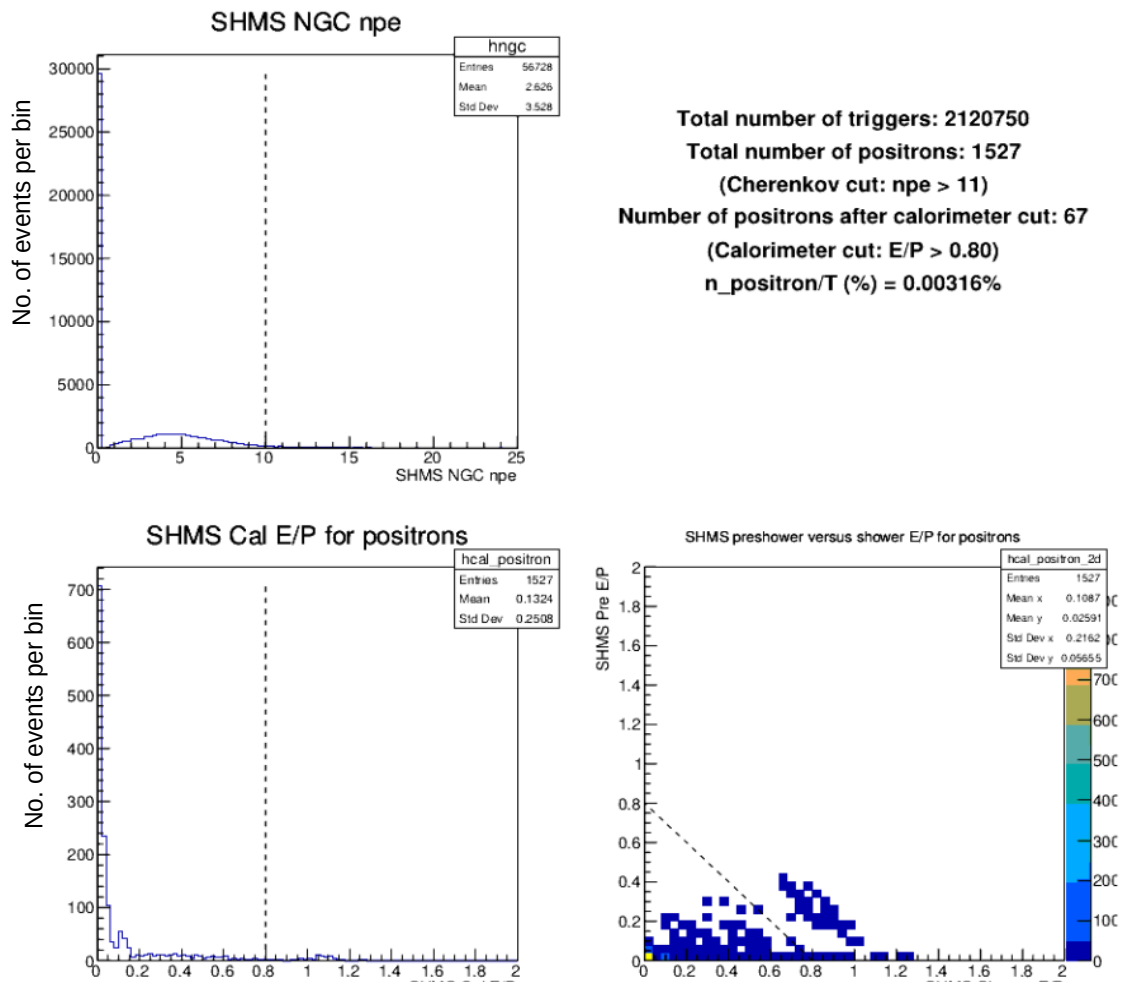 SHMS NGC npe
hngc
Entries 56728
Mean 2.626
Std Dev 3.528
No. of events per bin
30000
25000
20000
15000
10000
5000
0
0 5 10 15 20 25
SHMS NGC npe
Total number of triggers: 2120750
Total number of positrons: 1527
(Cherenkov cut: npe > 11)
Number of positrons after calorimeter cut: 67
(Calorimeter cut: E/P > 0.80)
n_positron/T (%) = 0.00316%
SHMS Cal E/P for positrons
hcal_positron
Entries 1527
Mean 0.1324
Std Dev 0.2508
No. of events per bin
700
600
500
400
300
200
100
0
0 0.2 0.4 0.6 0.8 1 1.2 1.4 1.6 1.8 2
SHMS preshower versus shower E/P for positrons
hcal_positron_2d
Entries 1527
Mean x 0.1087
Mean y 0.02591
Std Dev x 0.2162
Std Dev y 0.05655
SHMS Pre E/P
2
1.8
1.6
1.4
1.2
1
0.8
0.6
0.4
0.2
0
0 0.2 0.4 0.6 0.8 1 1.2 1.4 1.6 1.8 2
700
600
500
400
300
200
100
0